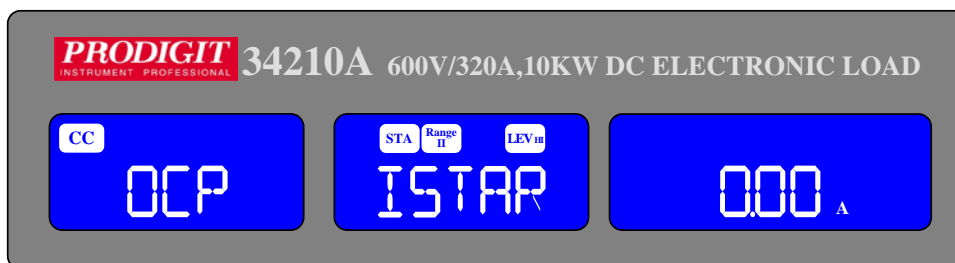 PRODIGIT
INSTRUMENT PROFESSIONAL
34210A 600V/320A,10KW DC ELECTRONIC LOAD
CC
OCP
STA Range II LEV HI
ISTAR
0.00 A